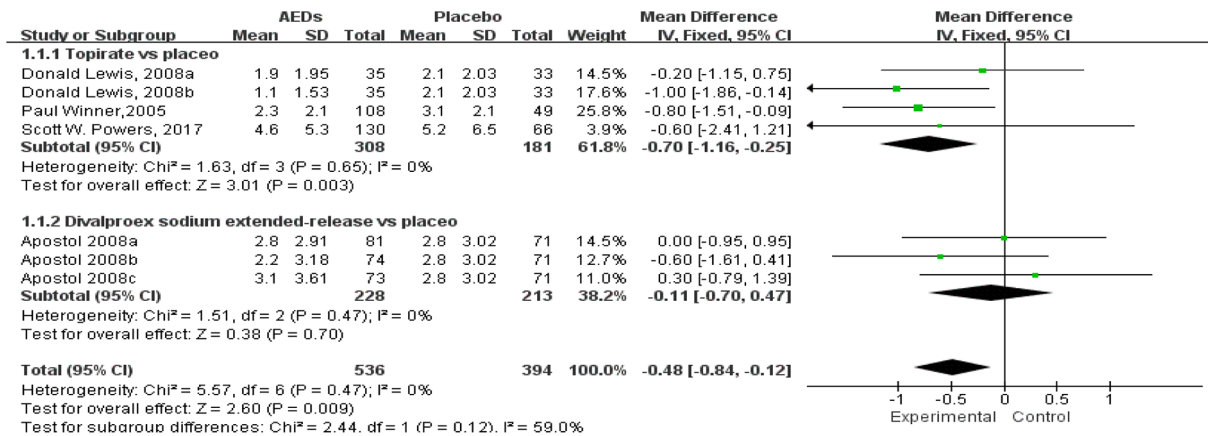 AEDs Placebo Mean Difference Mean Difference
Study or Subgroup Mean SD Total Mean SD Total Weight IV, Fixed, 95% CI IV, Fixed, 95% CI
1.1.1 Topirate vs placeo
Donald Lewis, 2008a 1.9 1.95 35 2.1 2.03 33 14.5% -0.20 [-1.15, 0.75]
Donald Lewis, 2008b 1.1 1.53 35 2.1 2.03 33 17.6% -1.00 [-1.86, -0.14]
Paul Winner,2005 2.3 2.1 108 3.1 2.1 49 25.8% -0.80 [-1.51, -0.09]
Scott W. Powers, 2017 4.6 5.3 130 5.2 6.5 66 3.9% -0.60 [-2.41, 1.21]
Subtotal (95% CI) 308 181 61.8% -0.70 [-1.16, -0.25]
Heterogeneity: Chi² = 1.63, df = 3 (P = 0.65); I² = 0%
Test for overall effect: Z = 3.01 (P = 0.003)
1.1.2 Divalproex sodium extended-release vs placeo
Apostol 2008a 2.8 2.91 81 2.8 3.02 71 14.5% 0.00 [-0.95, 0.95]
Apostol 2008b 2.2 3.18 74 2.8 3.02 71 12.7% -0.60 [-1.61, 0.41]
Apostol 2008c 3.1 3.61 73 2.8 3.02 71 11.0% 0.30 [-0.79, 1.39]
Subtotal (95% CI) 228 213 38.2% -0.11 [-0.70, 0.47]
Heterogeneity: Chi² = 1.51, df = 2 (P = 0.47); I² = 0%
Test for overall effect: Z = 0.38 (P = 0.70)
Total (95% CI) 536 394 100.0% -0.48 [-0.84, -0.12]
Heterogeneity: Chi² = 5.57, df = 6 (P = 0.47); I² = 0%
Test for overall effect: Z = 2.60 (P = 0.009)
Test for subgroup differences: Chi² = 2.44, df = 1 (P = 0.12), I² = 59.0%
-1 -0.5 0 0.5 1
Experimental Control